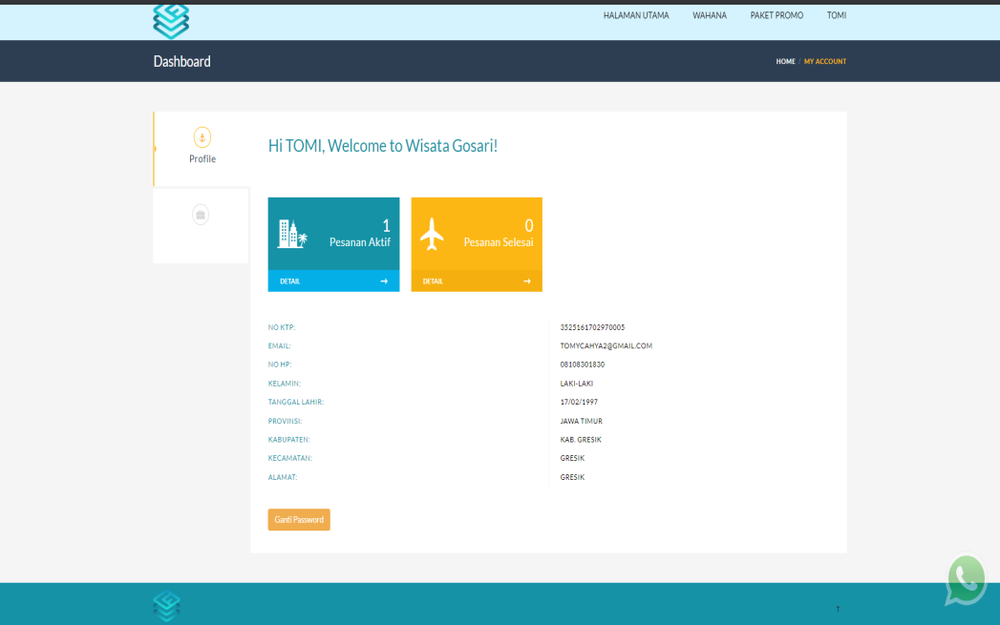 HALAMAN UTAMA WAHANA PAKET PROMO TOMI
Dashboard
HOME / MY ACCOUNT
Profile
Hi TOMI, Welcome to Wisata Gosari!
1
Pesanan Aktif
DETAIL →
0
Pesanan Selesai
DETAIL →
NO KTP: 3525161702970005
EMAIL: TOMYCAHYA2@GMAIL.COM
NO HP: 08108301830
KELAMIN: LAKI-LAKI
TANGGAL LAHIR: 17/02/1997
PROVINSI: JAWA TIMUR
KABUPATEN: KAB. GRESIK
KECAMATAN: GRESIK
ALAMAT: GRESIK
Ganti Password